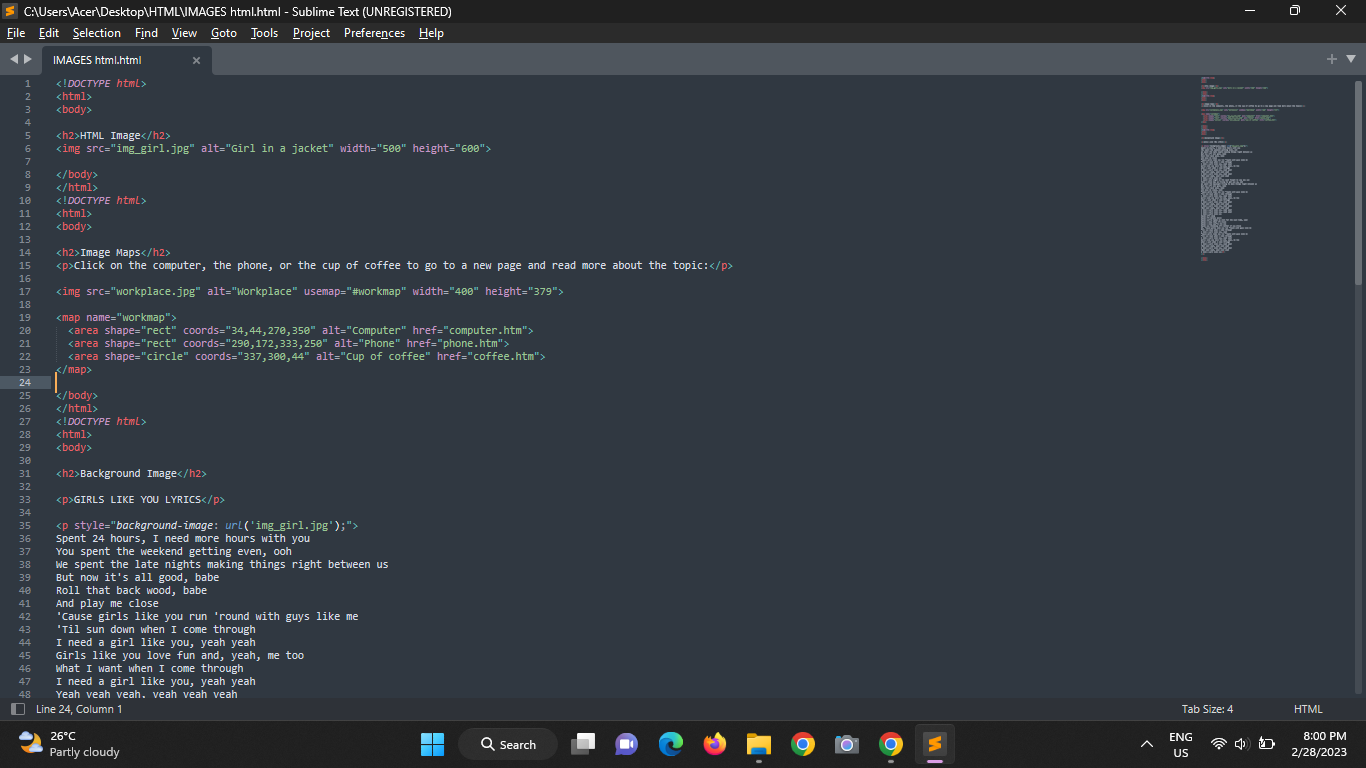 C:\Users\Acer\Desktop\HTML\IMAGES html.html - Sublime Text (UNREGISTERED)
File Edit Selection Find View Goto Tools Project Preferences Help
IMAGES html.html
1 <!DOCTYPE html>
2 <html>
3 <body>
4
5 <h2>HTML Image</h2>
6 <img src="img_girl.jpg" alt="Girl in a jacket" width="500" height="600">
7
8 </body>
9 </html>
10 <!DOCTYPE html>
11 <html>
12 <body>
13
14 <h2>Image Maps</h2>
15 <p>Click on the computer, the phone, or the cup of coffee to go to a new page and read more about the topic:</p>
16
17 <img src="workplace.jpg" alt="Workplace" usemap="#workmap" width="400" height="379">
18
19 <map name="workmap">
20 <area shape="rect" coords="34,44,270,350" alt="Computer" href="computer.htm">
21 <area shape="rect" coords="290,172,333,250" alt="Phone" href="phone.htm">
22 <area shape="circle" coords="337,300,44" alt="Cup of coffee" href="coffee.htm">
23 </map>
24
25 </body>
26 </html>
27 <!DOCTYPE html>
28 <html>
29 <body>
30
31 <h2>Background Image</h2>
32
33 <p>GIRLS LIKE YOU LYRICS</p>
34
35 <p style="background-image: url('img_girl.jpg');">
36 Spent 24 hours, I need more hours with you
37 You spent the weekend getting even, ooh
38 We spent the late nights making things right between us
39 But now it's all good, babe
40 Roll that back wood, babe
41 And play me close
42 'Cause girls like you run 'round with guys like me
43 'Til sun down when I come through
44 I need a girl like you, yeah yeah
45 Girls like you love fun and, yeah, me too
46 What I want when I come through
47 I need a girl like you, yeah yeah
48 Yeah yeah yeah, yeah yeah yeah
Line 24, Column 1
Tab Size: 4
HTML
26°C
Partly cloudy
Search
ENG
US
8:00 PM
2/28/2023